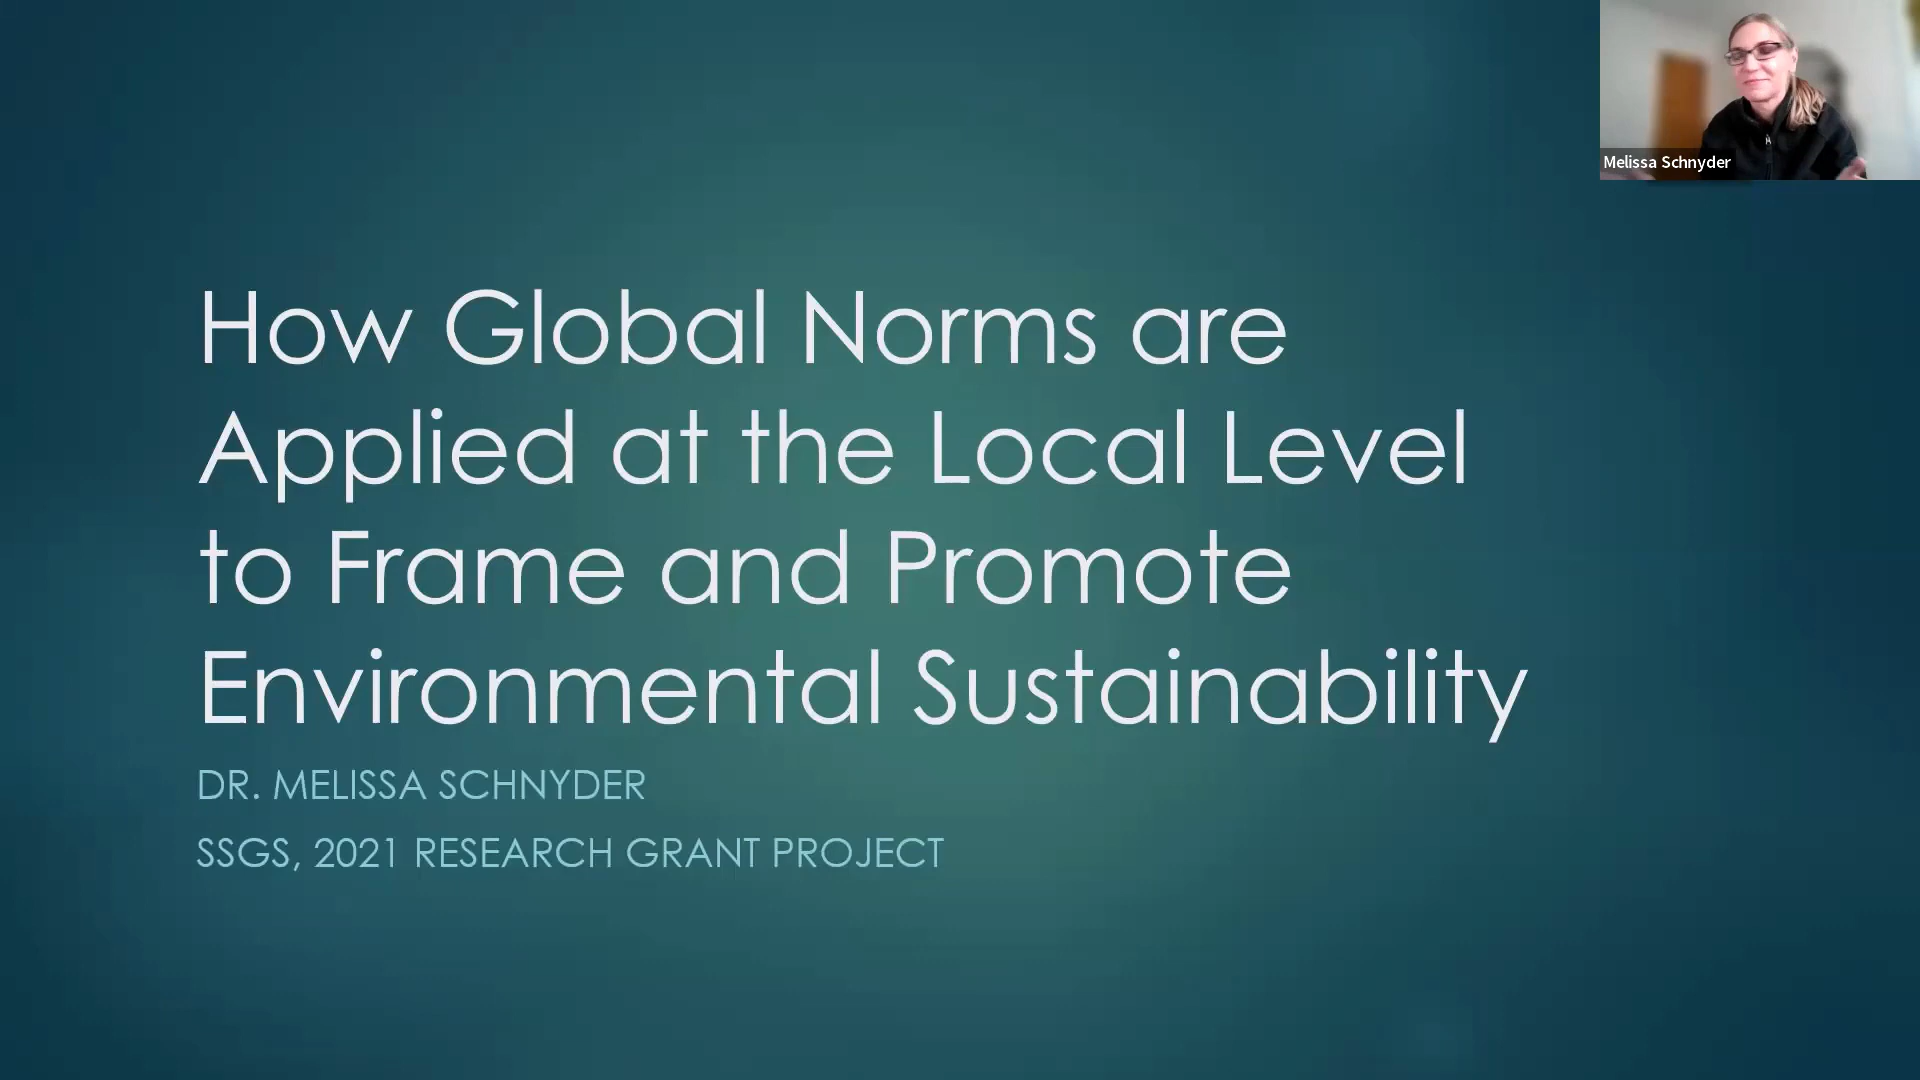 Melissa Schnyder
How Global Norms are
Applied at the Local Level
to Frame and Promote
Environmental Sustainability
DR. MELISSA SCHNYDER
SSGS, 2021 RESEARCH GRANT PROJECT